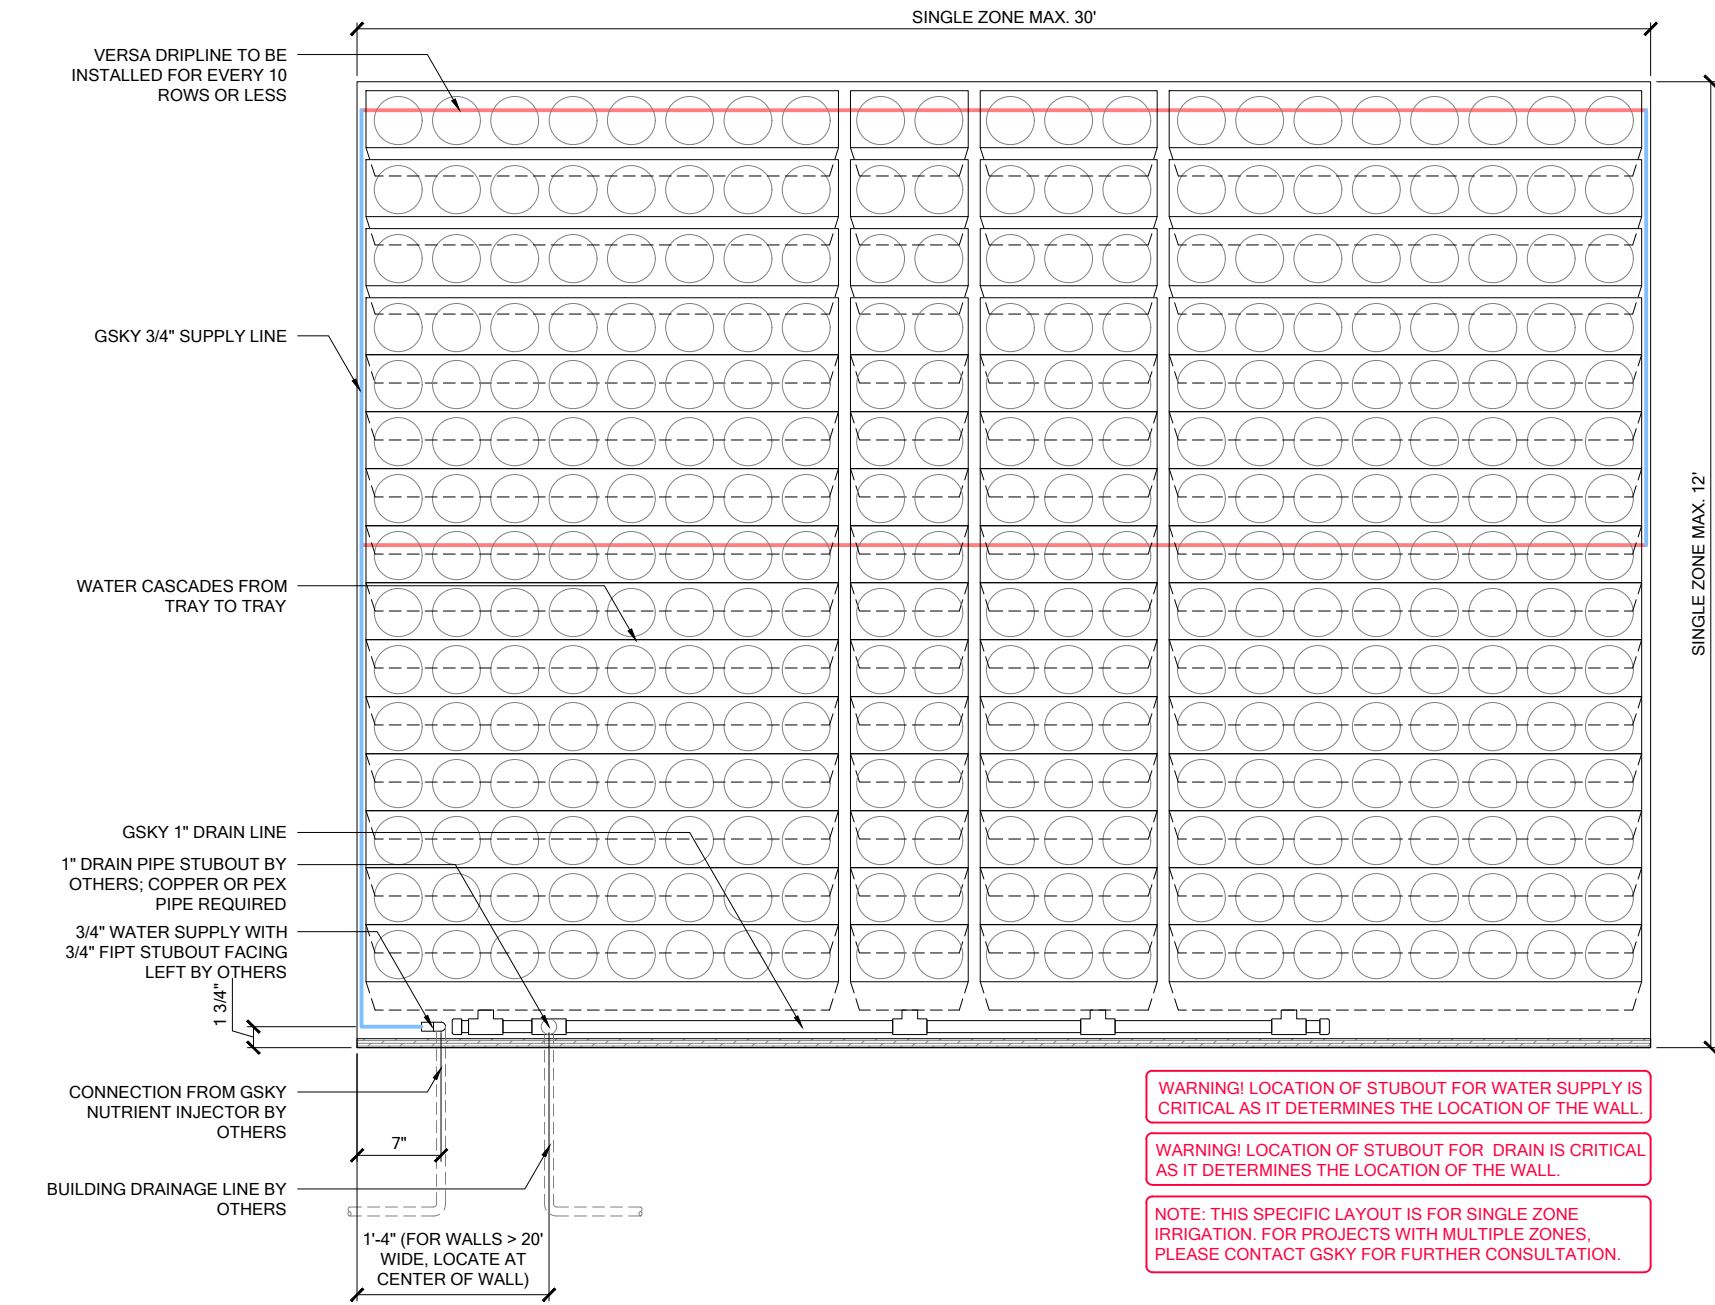 SINGLE ZONE MAX. 30'
VERSA DRIPLINE TO BE
INSTALLED FOR EVERY 10
ROWS OR LESS
GSKY 3/4" SUPPLY LINE
WATER CASCADES FROM
TRAY TO TRAY
SINGLE ZONE MAX. 12'
GSKY 1" DRAIN LINE
1" DRAIN PIPE STUBOUT BY
OTHERS; COPPER OR PEX
PIPE REQUIRED
3/4" WATER SUPPLY WITH
3/4" FIPT STUBOUT FACING
LEFT BY OTHERS
1 3/4"
CONNECTION FROM GSKY
NUTRIENT INJECTOR BY
OTHERS
7"
BUILDING DRAINAGE LINE BY
OTHERS
1'-4" (FOR WALLS > 20'
WIDE, LOCATE AT
CENTER OF WALL)
WARNING! LOCATION OF STUBOUT FOR WATER SUPPLY IS
CRITICAL AS IT DETERMINES THE LOCATION OF THE WALL.
WARNING! LOCATION OF STUBOUT FOR DRAIN IS CRITICAL
AS IT DETERMINES THE LOCATION OF THE WALL.
NOTE: THIS SPECIFIC LAYOUT IS FOR SINGLE ZONE
IRRIGATION. FOR PROJECTS WITH MULTIPLE ZONES,
PLEASE CONTACT GSKY FOR FURTHER CONSULTATION.